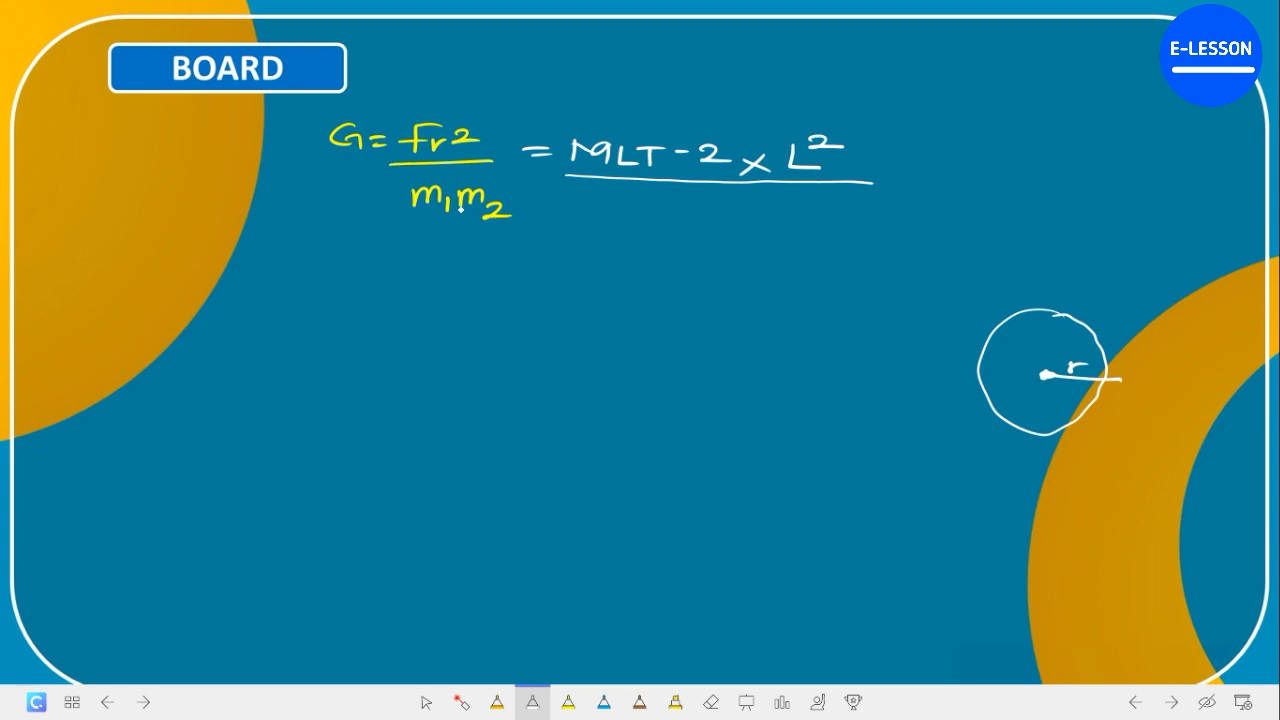 E-LESSON
BOARD
G = Fr2 = MLT-2 × L²
m₁m₂
r